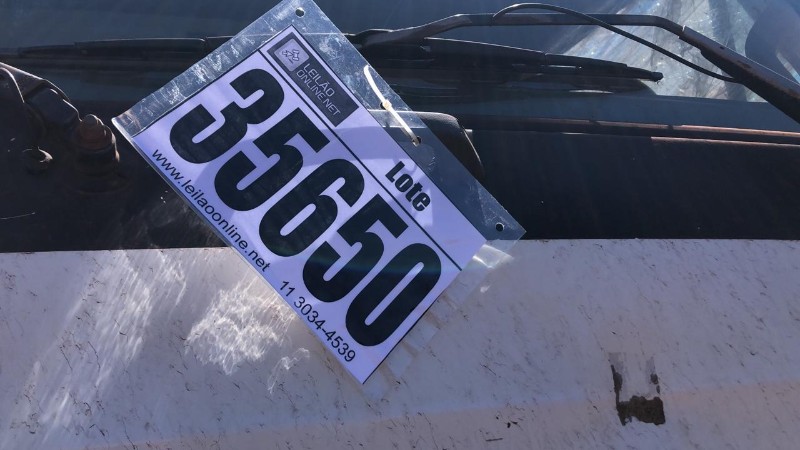 LEILÃO
ONLINE.NET
Lote
35650
www.leilaoonline.net 11 3034-4539